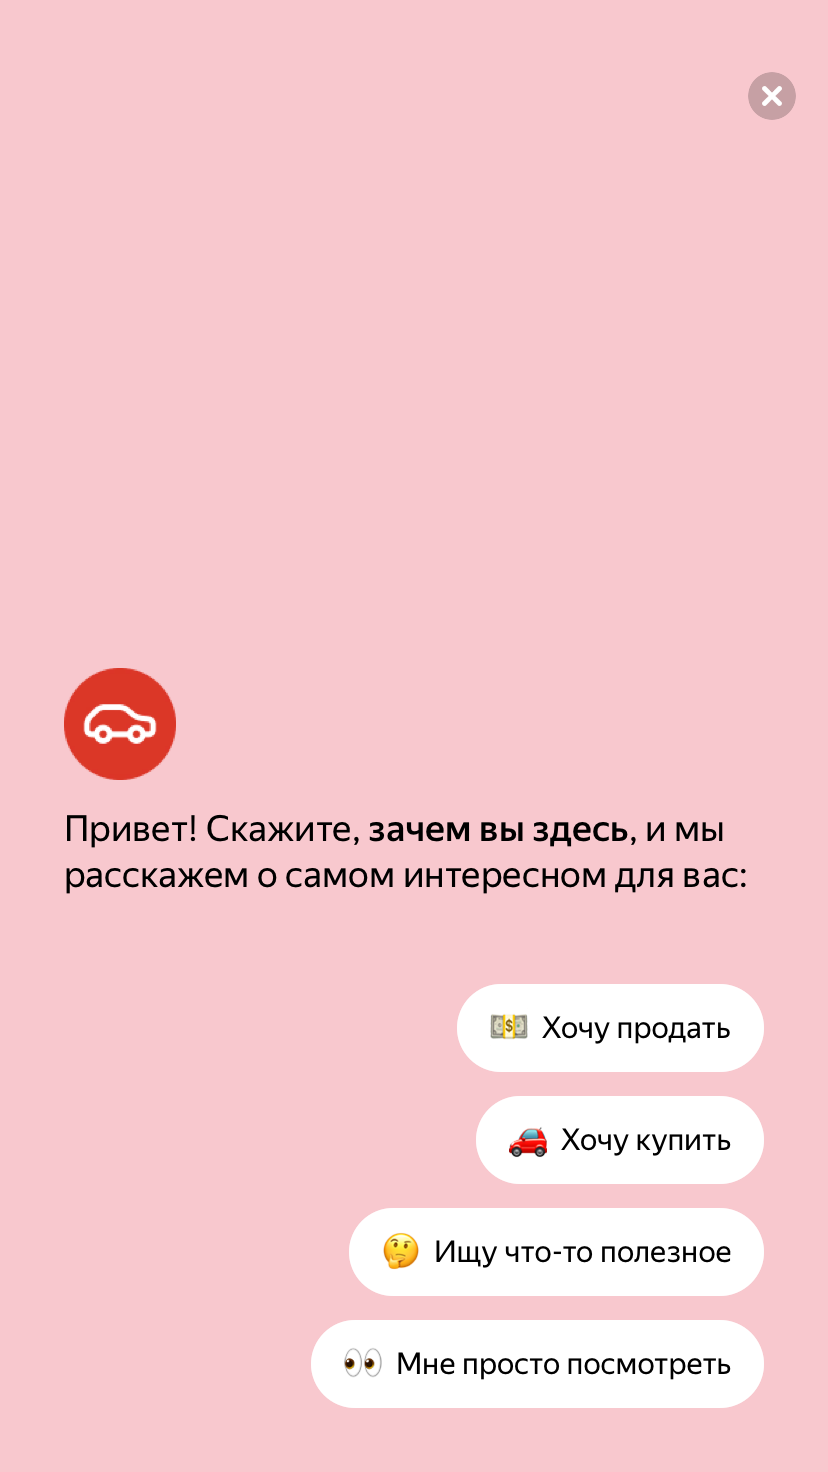 Привет! Скажите, зачем вы здесь, и мы
расскажем о самом интересном для вас:
💵 Хочу продать
🚗 Хочу купить
🤔 Ищу что-то полезное
👀 Мне просто посмотреть